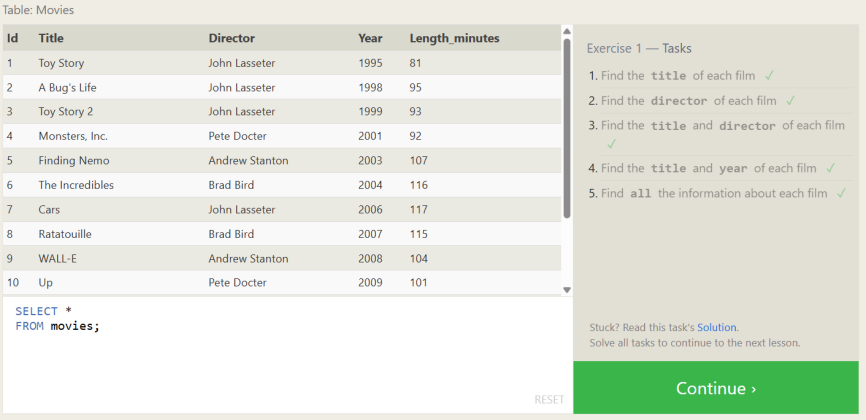 Table: Movies
Id Title Director Year Length_minutes
1 Toy Story John Lasseter 1995 81
2 A Bug's Life John Lasseter 1998 95
3 Toy Story 2 John Lasseter 1999 93
4 Monsters, Inc. Pete Docter 2001 92
5 Finding Nemo Andrew Stanton 2003 107
6 The Incredibles Brad Bird 2004 116
7 Cars John Lasseter 2006 117
8 Ratatouille Brad Bird 2007 115
9 WALL-E Andrew Stanton 2008 104
10 Up Pete Docter 2009 101
SELECT *
FROM movies;
RESET
Exercise 1 — Tasks
1. Find the title of each film ✓
2. Find the director of each film ✓
3. Find the title and director of each film
✓
4. Find the title and year of each film ✓
5. Find all the information about each film ✓
Stuck? Read this task's Solution.
Solve all tasks to continue to the next lesson.
Continue ›